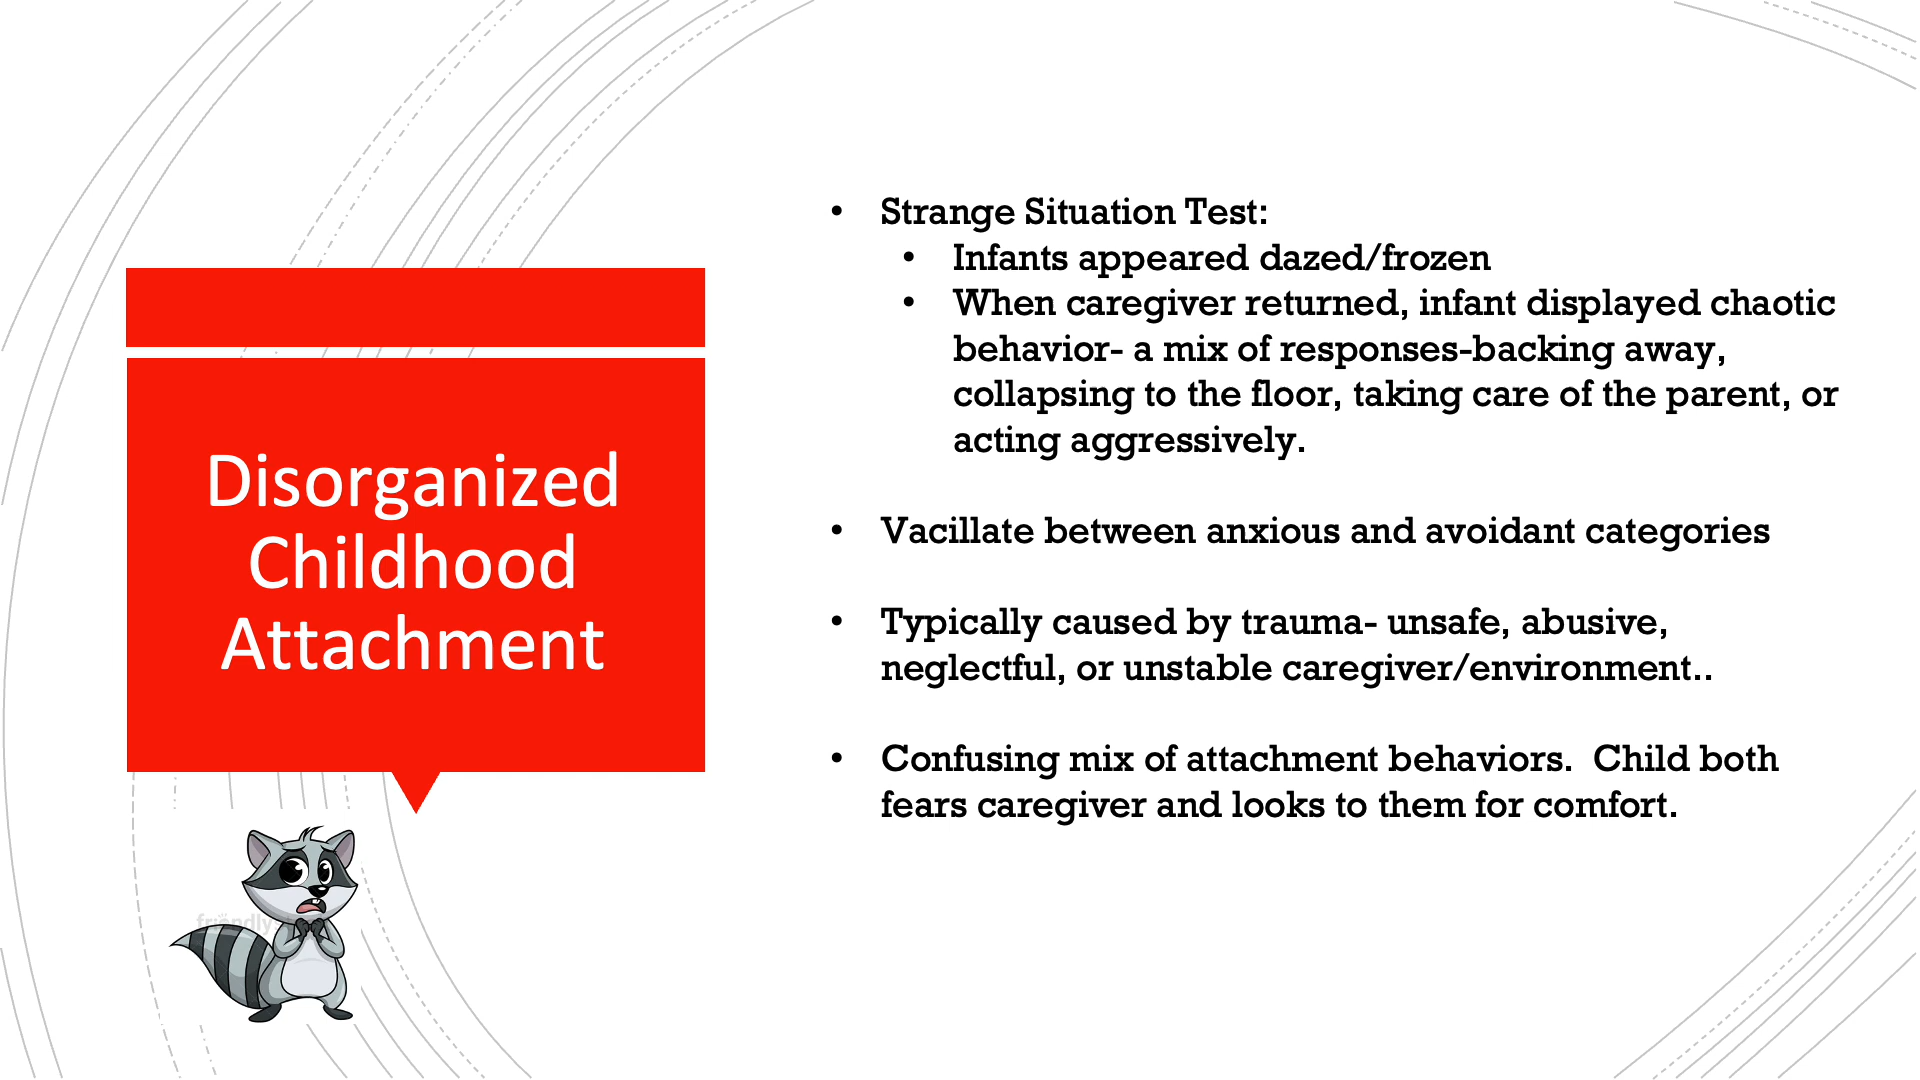 Disorganized
Childhood
Attachment
• Strange Situation Test:
• Infants appeared dazed/frozen
• When caregiver returned, infant displayed chaotic
behavior- a mix of responses-backing away,
collapsing to the floor, taking care of the parent, or
acting aggressively.
• Vacillate between anxious and avoidant categories
• Typically caused by trauma- unsafe, abusive,
neglectful, or unstable caregiver/environment..
• Confusing mix of attachment behaviors.  Child both
fears caregiver and looks to them for comfort.